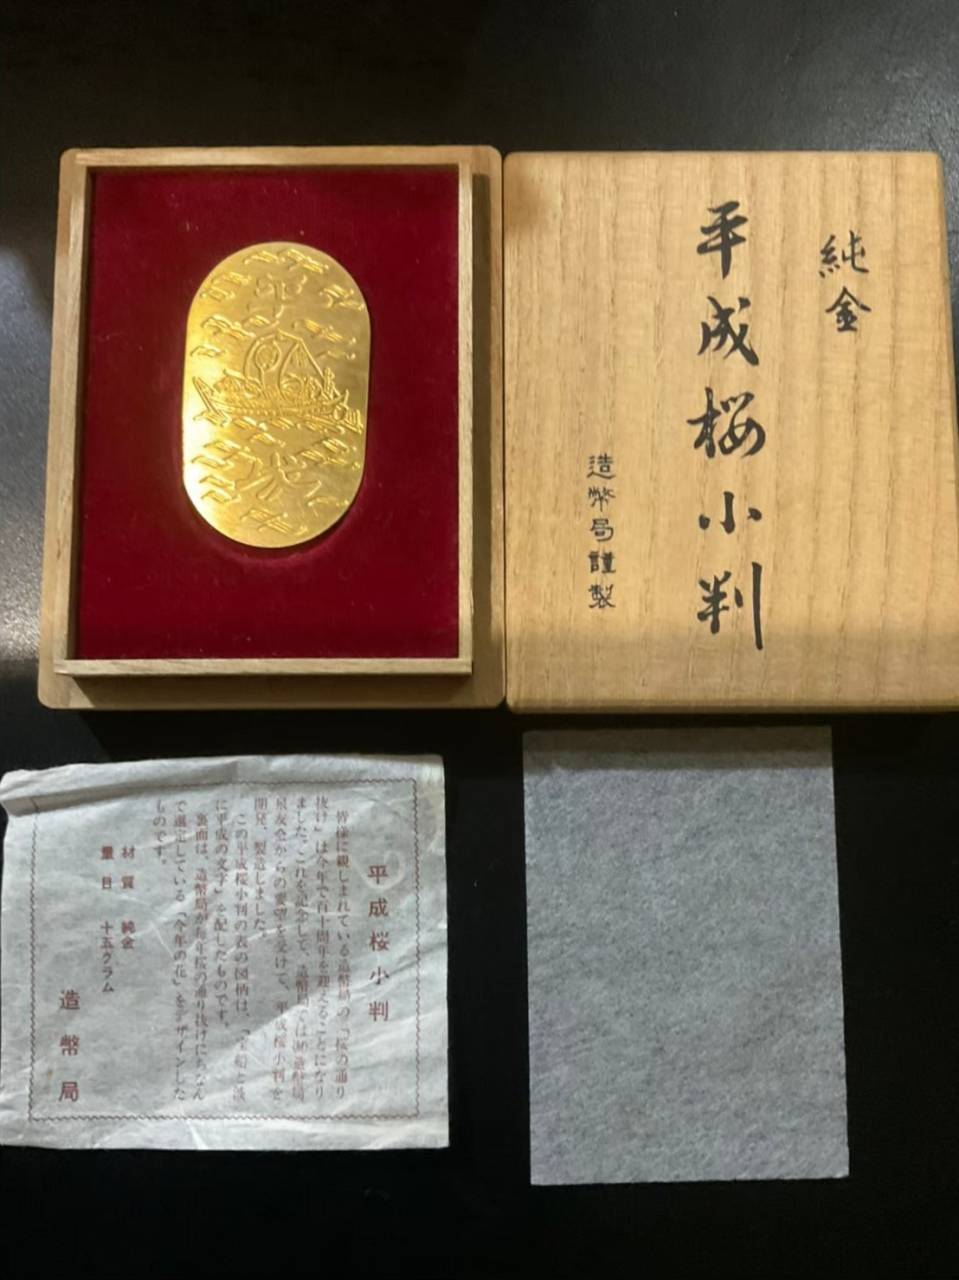 純金
平成桜小判
造幣局謹製
平成桜小判
皆様に親しまれている造幣局の「桜の通り
抜け」は今年で百十周年を迎えることになり
ました。これを記念して、造幣局では㈶造幣局
泉友会からの要望を受けて、平成桜小判を
開発、製造しました。
この平成桜小判の表の図柄は、「宝船と波
に平成の文字」を配したものです。
裏面は、造幣局が毎年桜の通り抜けにちなん
で選定している「今年の花」をデザインした
ものです。
材質 純金
量目 十五グラム
造幣局